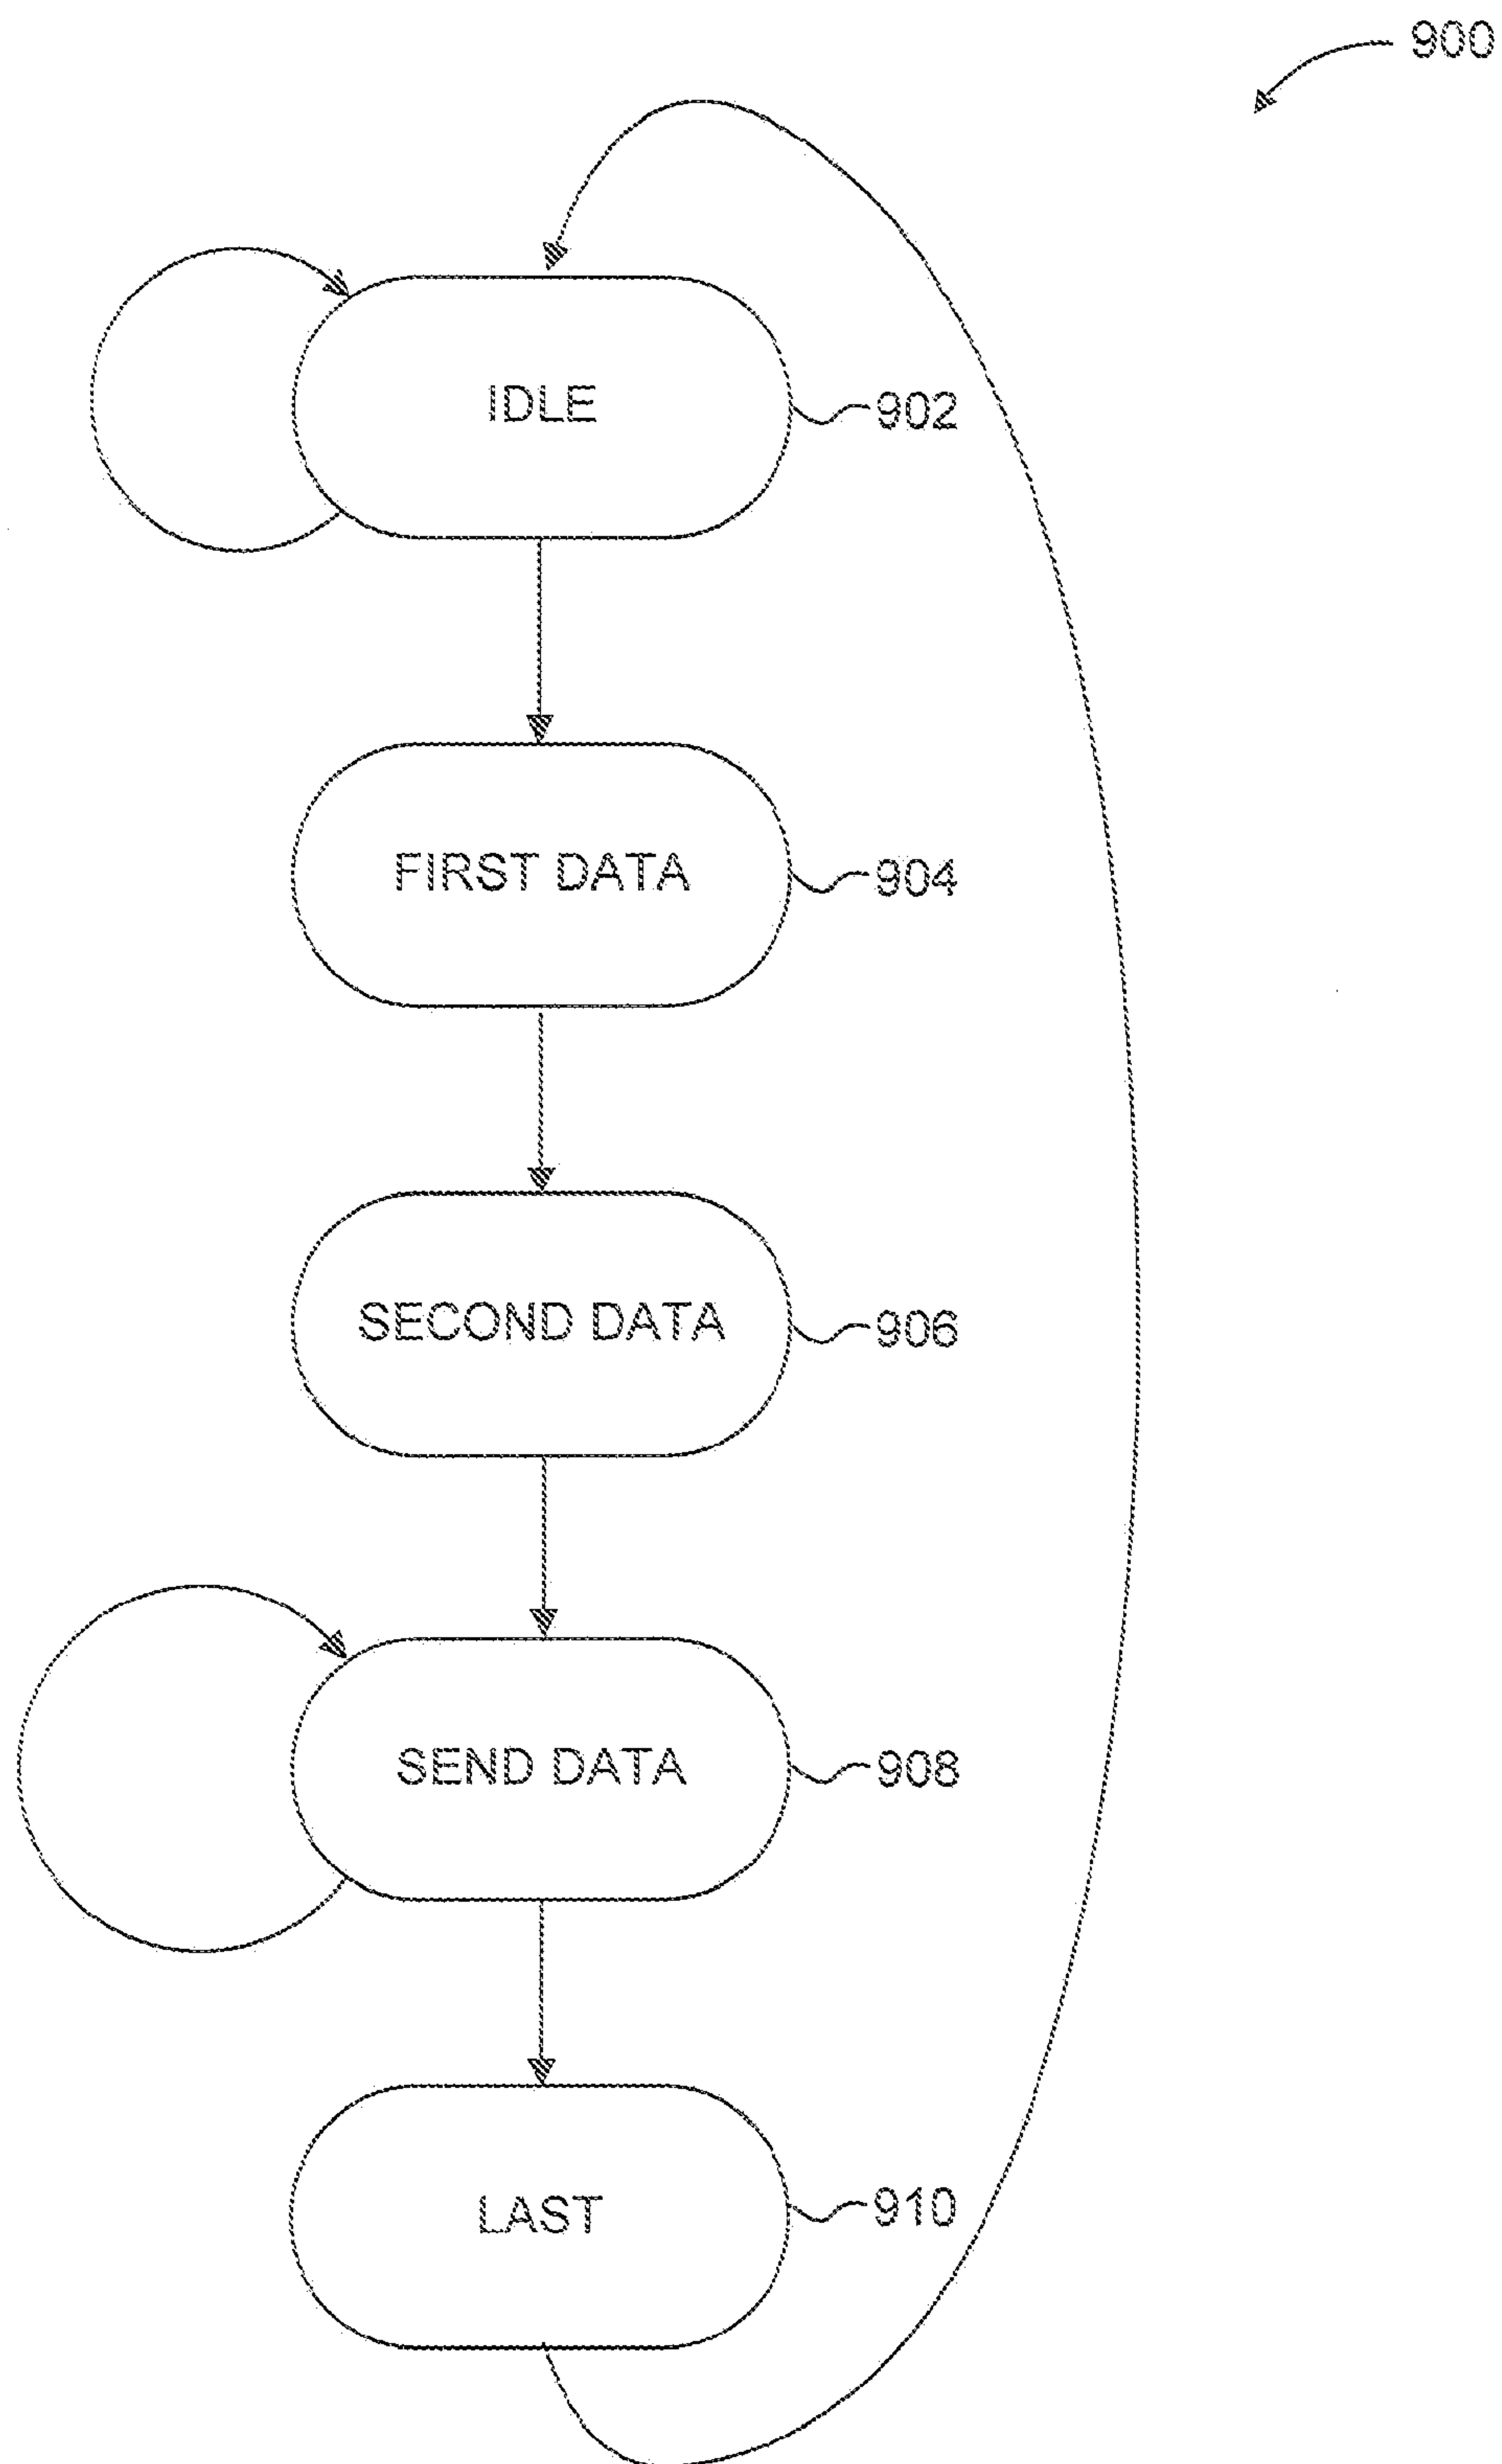 900
IDLE
902
FIRST DATA
904
SECOND DATA
906
SEND DATA
908
LAST
910